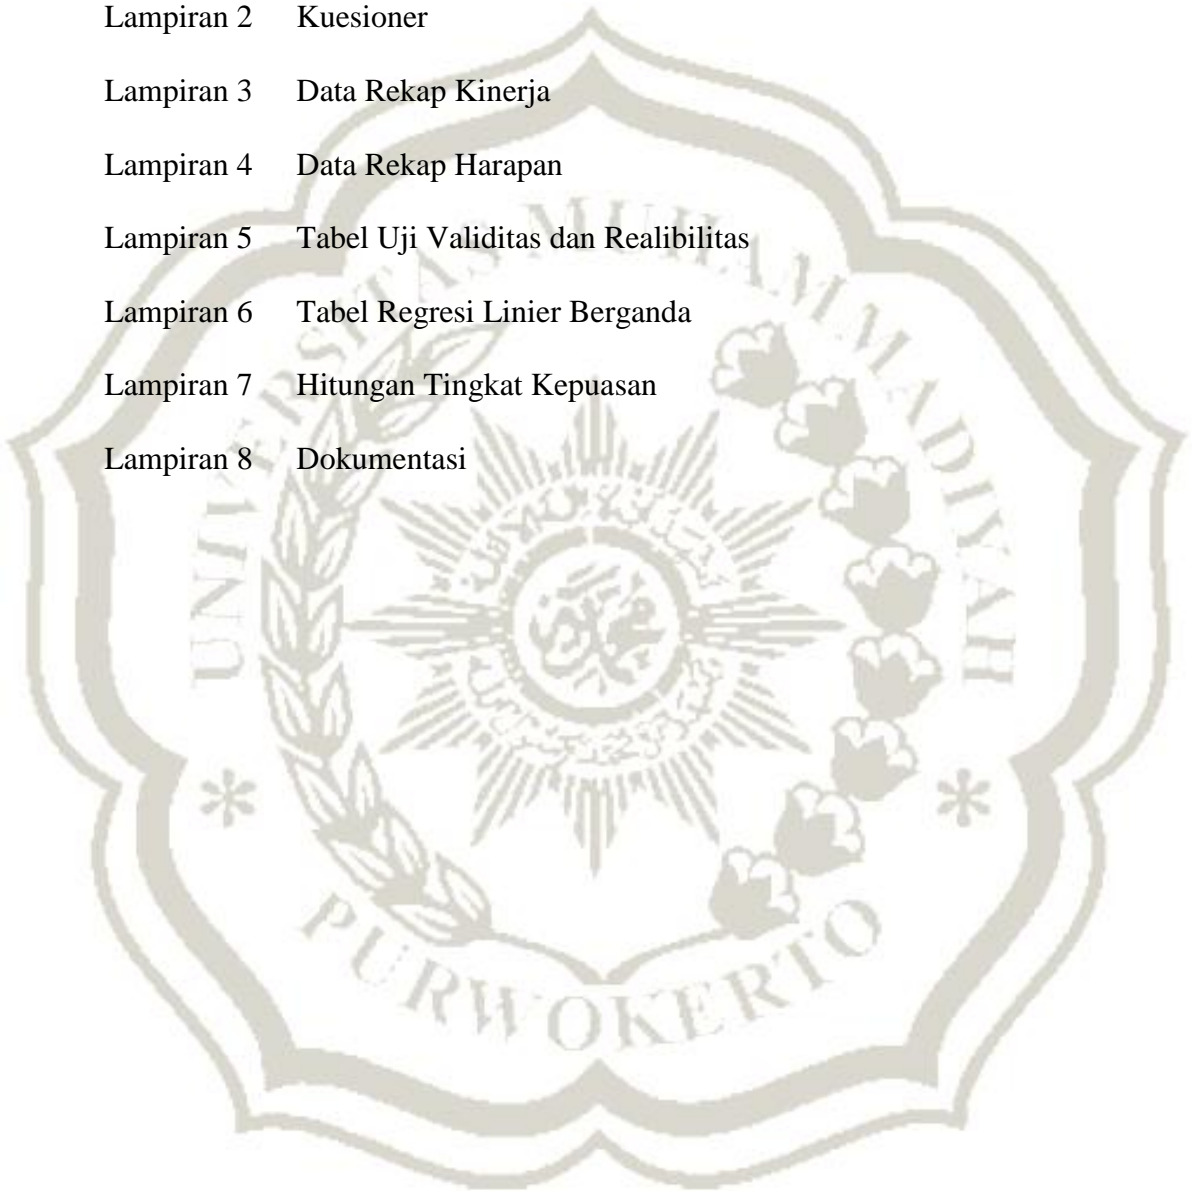 Lampiran 2 Kuesioner
Lampiran 3 Data Rekap Kinerja
Lampiran 4 Data Rekap Harapan
Lampiran 5 Tabel Uji Validitas dan Realibilitas
Lampiran 6 Tabel Regresi Linier Berganda
Lampiran 7 Hitungan Tingkat Kepuasan
Lampiran 8 Dokumentasi
UNIVERSITAS MUHAMMADIYAH
PURWOKERTO